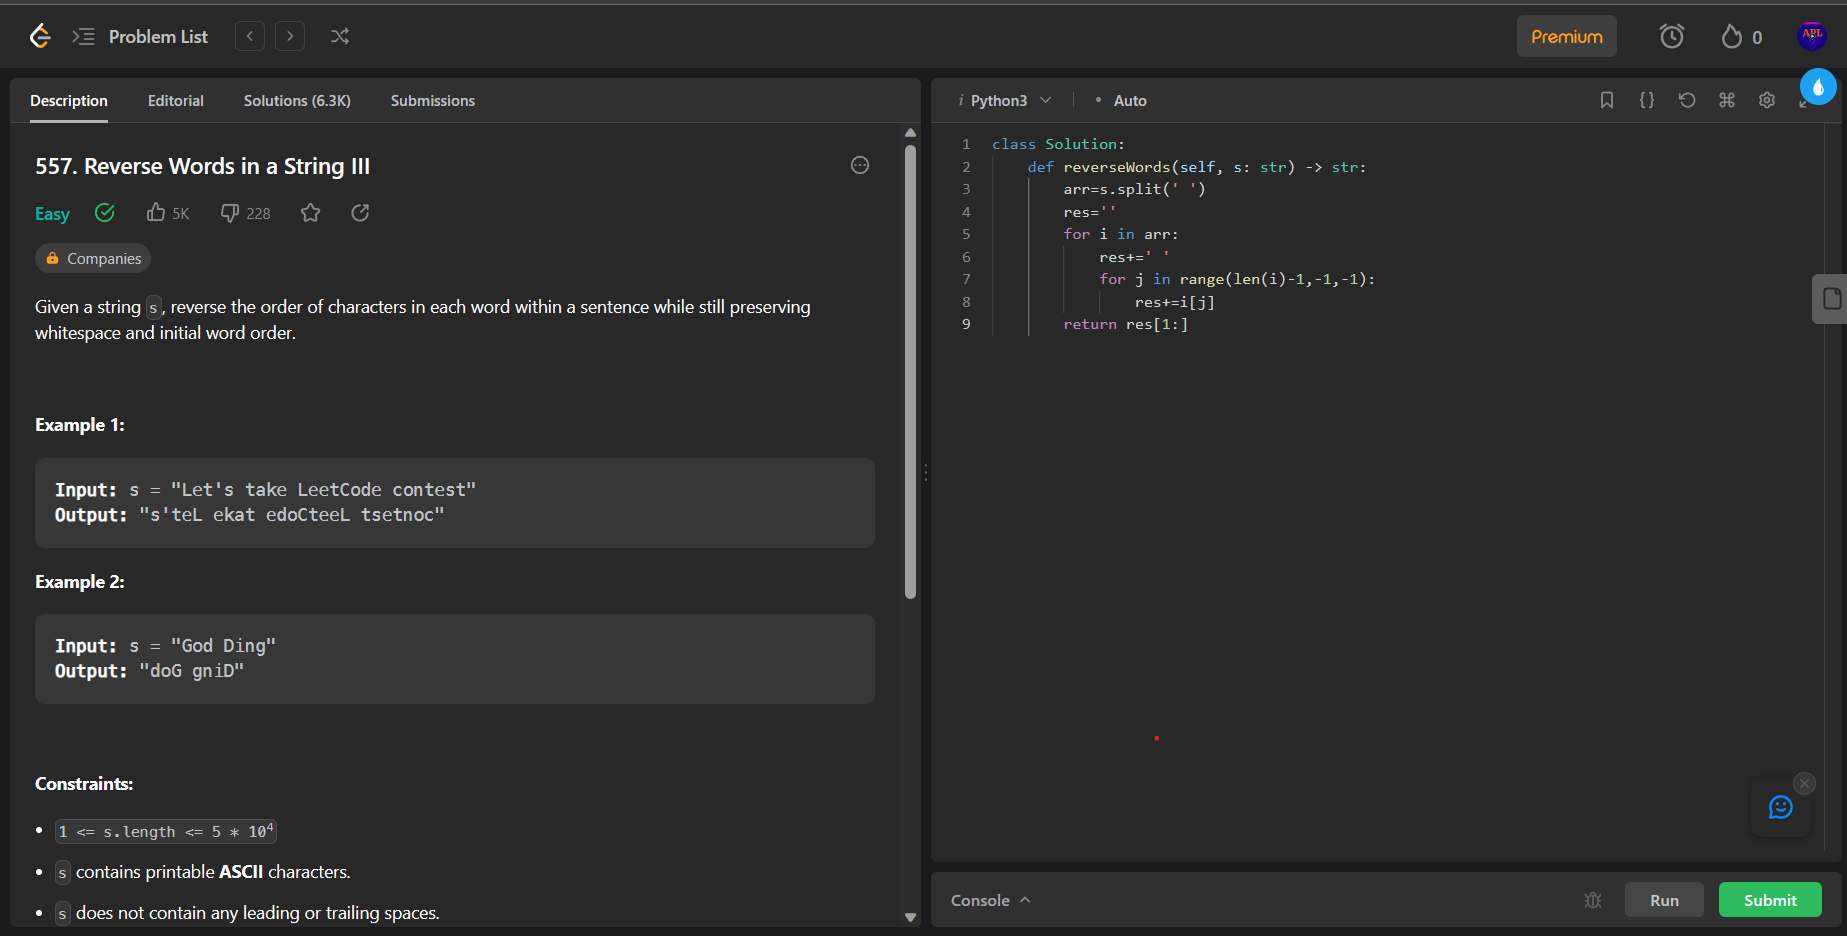 Problem List
Premium
0
APL
Description Editorial Solutions (6.3K) Submissions
557. Reverse Words in a String III
Easy 5K 228
Companies
Given a string s, reverse the order of characters in each word within a sentence while still preserving
whitespace and initial word order.
Example 1:
Input: s = "Let's take LeetCode contest"
Output: "s'teL ekat edoCteeL tsetnoc"
Example 2:
Input: s = "God Ding"
Output: "doG gniD"
Constraints:
• 1 <= s.length <= 5 * 10⁴
• s contains printable ASCII characters.
• s does not contain any leading or trailing spaces.
i Python3 • Auto
1 class Solution:
2     def reverseWords(self, s: str) -> str:
3         arr=s.split(' ')
4         res=''
5         for i in arr:
6             res+=' '
7             for j in range(len(i)-1,-1,-1):
8                 res+=i[j]
9         return res[1:]
Console Run Submit